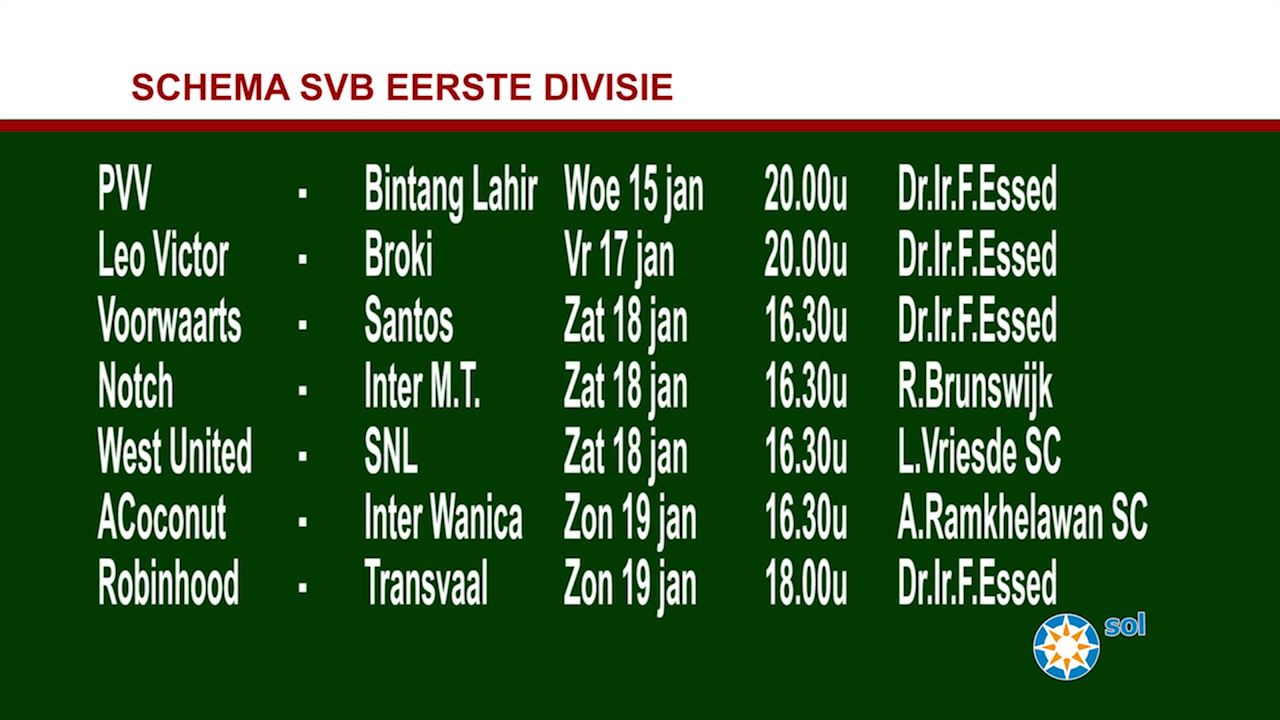 SCHEMA SVB EERSTE DIVISIE
PVV - Bintang Lahir Woe 15 jan 20.00u Dr.Ir.F.Essed
Leo Victor - Broki Vr 17 jan 20.00u Dr.Ir.F.Essed
Voorwaarts - Santos Zat 18 jan 16.30u Dr.Ir.F.Essed
Notch - Inter M.T. Zat 18 jan 16.30u R.Brunswijk
West United - SNL Zat 18 jan 16.30u L.Vriesde SC
ACoconut - Inter Wanica Zon 19 jan 16.30u A.Ramkhelawan SC
Robinhood - Transvaal Zon 19 jan 18.00u Dr.Ir.F.Essed
sol